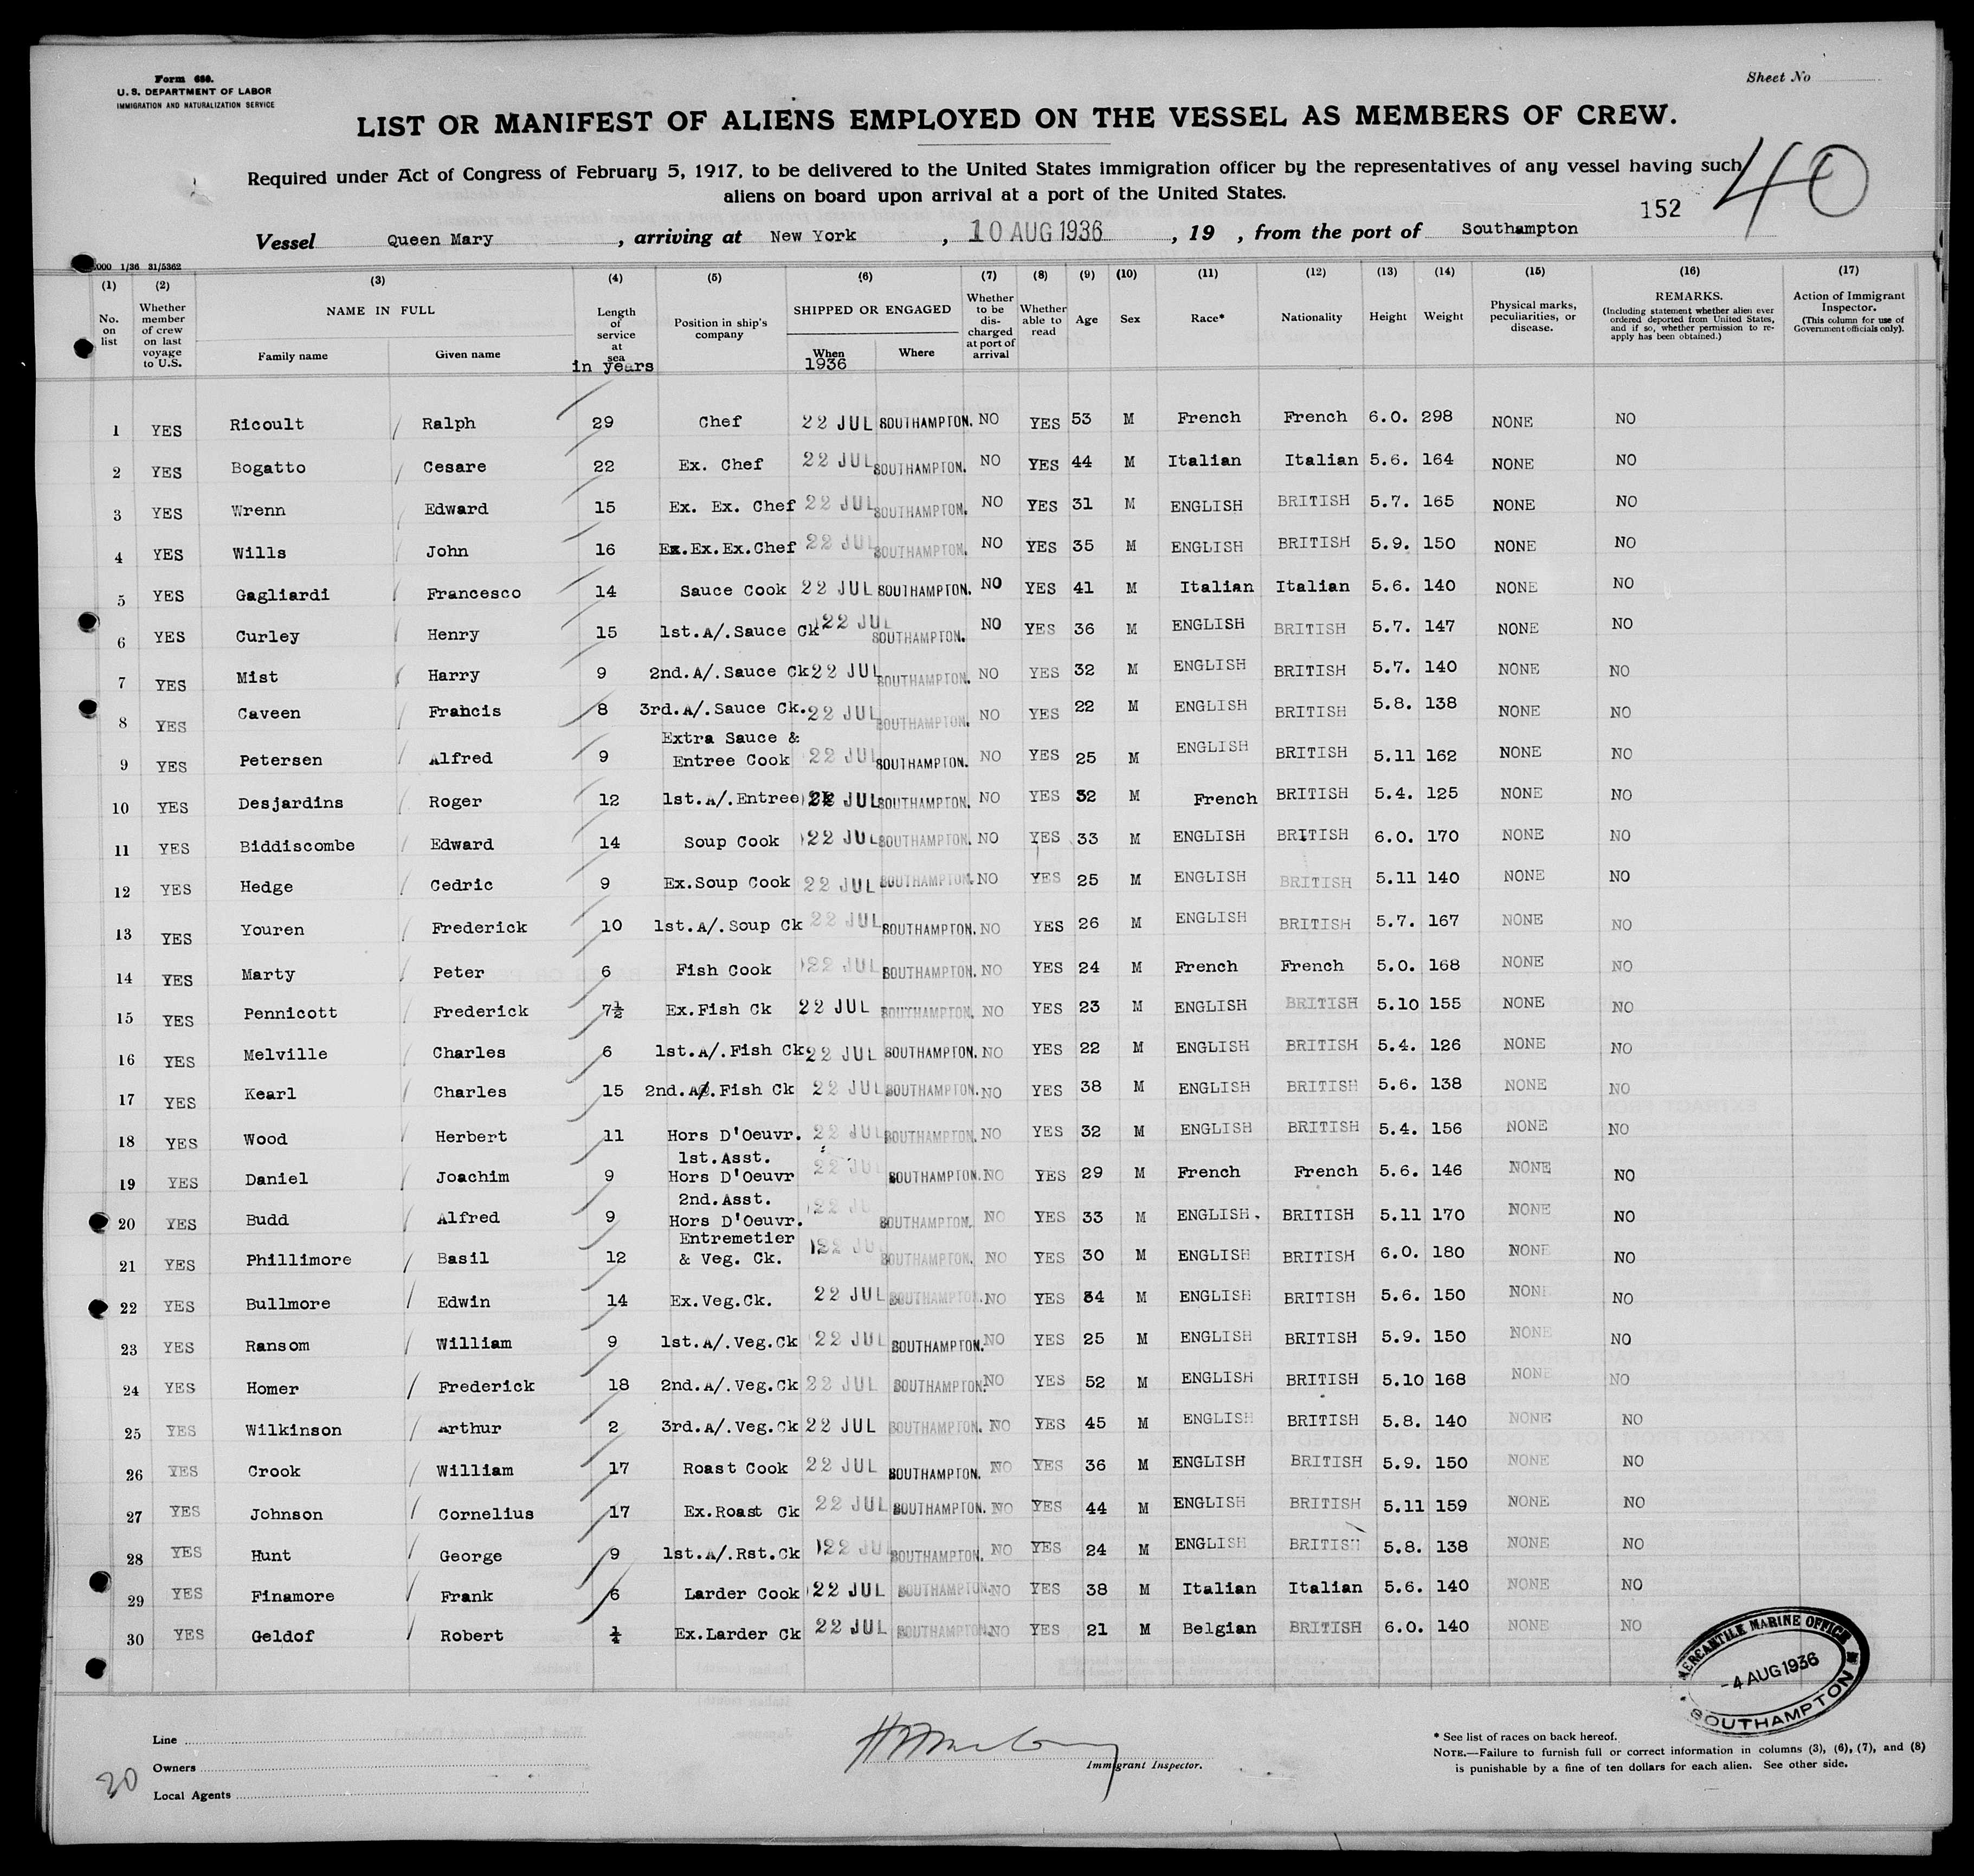 Form 680.
U. S. DEPARTMENT OF LABOR
IMMIGRATION AND NATURALIZATION SERVICE
Sheet No
LIST OR MANIFEST OF ALIENS EMPLOYED ON THE VESSEL AS MEMBERS OF CREW.
40
Required under Act of Congress of February 5, 1917, to be delivered to the United States immigration officer by the representatives of any vessel having such
aliens on board upon arrival at a port of the United States.
152
Vessel Queen Mary , arriving at New York , 10 AUG 1936 , 19 , from the port of Southampton
000 1/36 31/5362
(1) (2) (3) (4) (5) (6) (7) (8) (9) (10) (11) (12) (13) (14) (15) (16) (17)
No. on list
Whether member of crew on last voyage to U.S.
NAME IN FULL
Family name Given name
Length of service at sea
in years
Position in ship's company
SHIPPED OR ENGAGED
When Where
1936
Whether to be discharged at port of arrival
Whether able to read
Age Sex Race* Nationality Height Weight
Physical marks, peculiarities, or disease.
REMARKS.
(Including statement whether alien ever ordered deported from United States, and if so, whether permission to re-apply has been obtained.)
Action of Immigrant Inspector.
(This column for use of Government officials only).
1 YES Ricoult Ralph 29 Chef 22 JUL SOUTHAMPTON. NO YES 53 M French French 6.0. 298 NONE NO
2 YES Bogatto Cesare 22 Ex. Chef 22 JUL SOUTHAMPTON. NO YES 44 M Italian Italian 5.6. 164 NONE NO
3 YES Wrenn Edward 15 Ex. Ex. Chef 22 JUL SOUTHAMPTON. NO YES 31 M ENGLISH BRITISH 5.7. 165 NONE NO
4 YES Wills John 16 Ex.Ex.Ex.Chef 22 JUL SOUTHAMPTON. NO YES 35 M ENGLISH BRITISH 5.9. 150 NONE NO
5 YES Gagliardi Francesco 14 Sauce Cook 22 JUL SOUTHAMPTON. NO YES 41 M Italian Italian 5.6. 140 NONE NO
6 YES Curley Henry 15 1st.A/.Sauce Ck 22 JUL SOUTHAMPTON. NO YES 36 M ENGLISH BRITISH 5.7. 147 NONE NO
7 YES Mist Harry 9 2nd.A/.Sauce Ck 22 JUL SOUTHAMPTON. NO YES 32 M ENGLISH BRITISH 5.7. 140 NONE NO
8 YES Caveen Francis 8 3rd.A/.Sauce Ck. 22 JUL SOUTHAMPTON. NO YES 22 M ENGLISH BRITISH 5.8. 138 NONE NO
Extra Sauce &
9 YES Petersen Alfred 9 Entree Cook 22 JUL SOUTHAMPTON. NO YES 25 M ENGLISH BRITISH 5.11 162 NONE NO
10 YES Desjardins Roger 12 1st.A/.Entree 22 JUL SOUTHAMPTON. NO YES 32 M French BRITISH 5.4. 125 NONE NO
11 YES Biddiscombe Edward 14 Soup Cook 22 JUL SOUTHAMPTON. NO YES 33 M ENGLISH BRITISH 6.0. 170 NONE NO
12 YES Hedge Cedric 9 Ex.Soup Cook 22 JUL SOUTHAMPTON. NO YES 25 M ENGLISH BRITISH 5.11 140 NONE NO
13 YES Youren Frederick 10 1st.A/.Soup Ck 22 JUL SOUTHAMPTON. NO YES 26 M ENGLISH BRITISH 5.7. 167 NONE NO
14 YES Marty Peter 6 Fish Cook 22 JUL SOUTHAMPTON. NO YES 24 M French French 5.0. 168 NONE NO
15 YES Pennicott Frederick 7½ Ex.Fish Ck 22 JUL SOUTHAMPTON. NO YES 23 M ENGLISH BRITISH 5.10 155 NONE NO
16 YES Melville Charles 6 1st.A/.Fish Ck 22 JUL SOUTHAMPTON. NO YES 22 M ENGLISH BRITISH 5.4. 126 NONE NO
17 YES Kearl Charles 15 2nd.A/.Fish Ck 22 JUL SOUTHAMPTON. NO YES 38 M ENGLISH BRITISH 5.6. 138 NONE NO
18 YES Wood Herbert 11 Hors D'Oeuvr. 22 JUL SOUTHAMPTON. NO YES 32 M ENGLISH BRITISH 5.4. 156 NONE NO
1st.Asst.
19 YES Daniel Joachim 9 Hors D'Oeuvr 22 JU SOUTHAMPTON. NO YES 29 M French French 5.6. 146 NONE NO
2nd.Asst.
20 YES Budd Alfred 9 Hors D'Oeuvr. 22 JU SOUTHAMPTON. NO YES 33 M ENGLISH. BRITISH 5.11 170 NONE NO
Entremetier
21 YES Phillimore Basil 12 & Veg. Ck. 22 JU SOUTHAMPTON. NO YES 30 M ENGLISH BRITISH 6.0. 180 NONE NO
22 YES Bullmore Edwin 14 Ex.Veg.Ck. 22 JUL SOUTHAMPTON. NO YES 34 M ENGLISH BRITISH 5.6. 150 NONE NO
23 YES Ransom William 9 1st.A/.Veg.Ck 22 JUL SOUTHAMPTON. NO YES 25 M ENGLISH BRITISH 5.9. 150 NONE NO
24 YES Homer Frederick 18 2nd.A/.Veg.Ck 22 JUL SOUTHAMPTON. NO YES 52 M ENGLISH BRITISH 5.10 168 NONE NO
25 YES Wilkinson Arthur 2 3rd.A/.Veg.Ck 22 JUL SOUTHAMPTON. NO YES 45 M ENGLISH BRITISH 5.8. 140 NONE NO
26 YES Crook William 17 Roast Cook 22 JUL SOUTHAMPTON. NO YES 36 M ENGLISH BRITISH 5.9. 150 NONE NO
27 YES Johnson Cornelius 17 Ex.Roast Ck 22 JUL SOUTHAMPTON. NO YES 44 M ENGLISH BRITISH 5.11 159 NONE NO
28 YES Hunt George 9 1st.A/.Rst.Ck 22 JUL SOUTHAMPTON. NO YES 24 M ENGLISH BRITISH 5.8. 138 NONE NO
29 YES Finamore Frank 6 Larder Cook 22 JUL SOUTHAMPTON. NO YES 38 M Italian Italian 5.6. 140 NONE NO
30 YES Geldof Robert ¼ Ex.Larder Ck 22 JUL SOUTHAMPTON. NO YES 21 M Belgian BRITISH 6.0. 140 NONE NO
MERCANTILE MARINE OFFICE
-4 AUG 1936
SOUTHAMPTON
Line
Owners
Local Agents
30
Immigrant Inspector.
* See list of races on back hereof.
NOTE.—Failure to furnish full or correct information in columns (3), (6), (7), and (8)
is punishable by a fine of ten dollars for each alien. See other side.